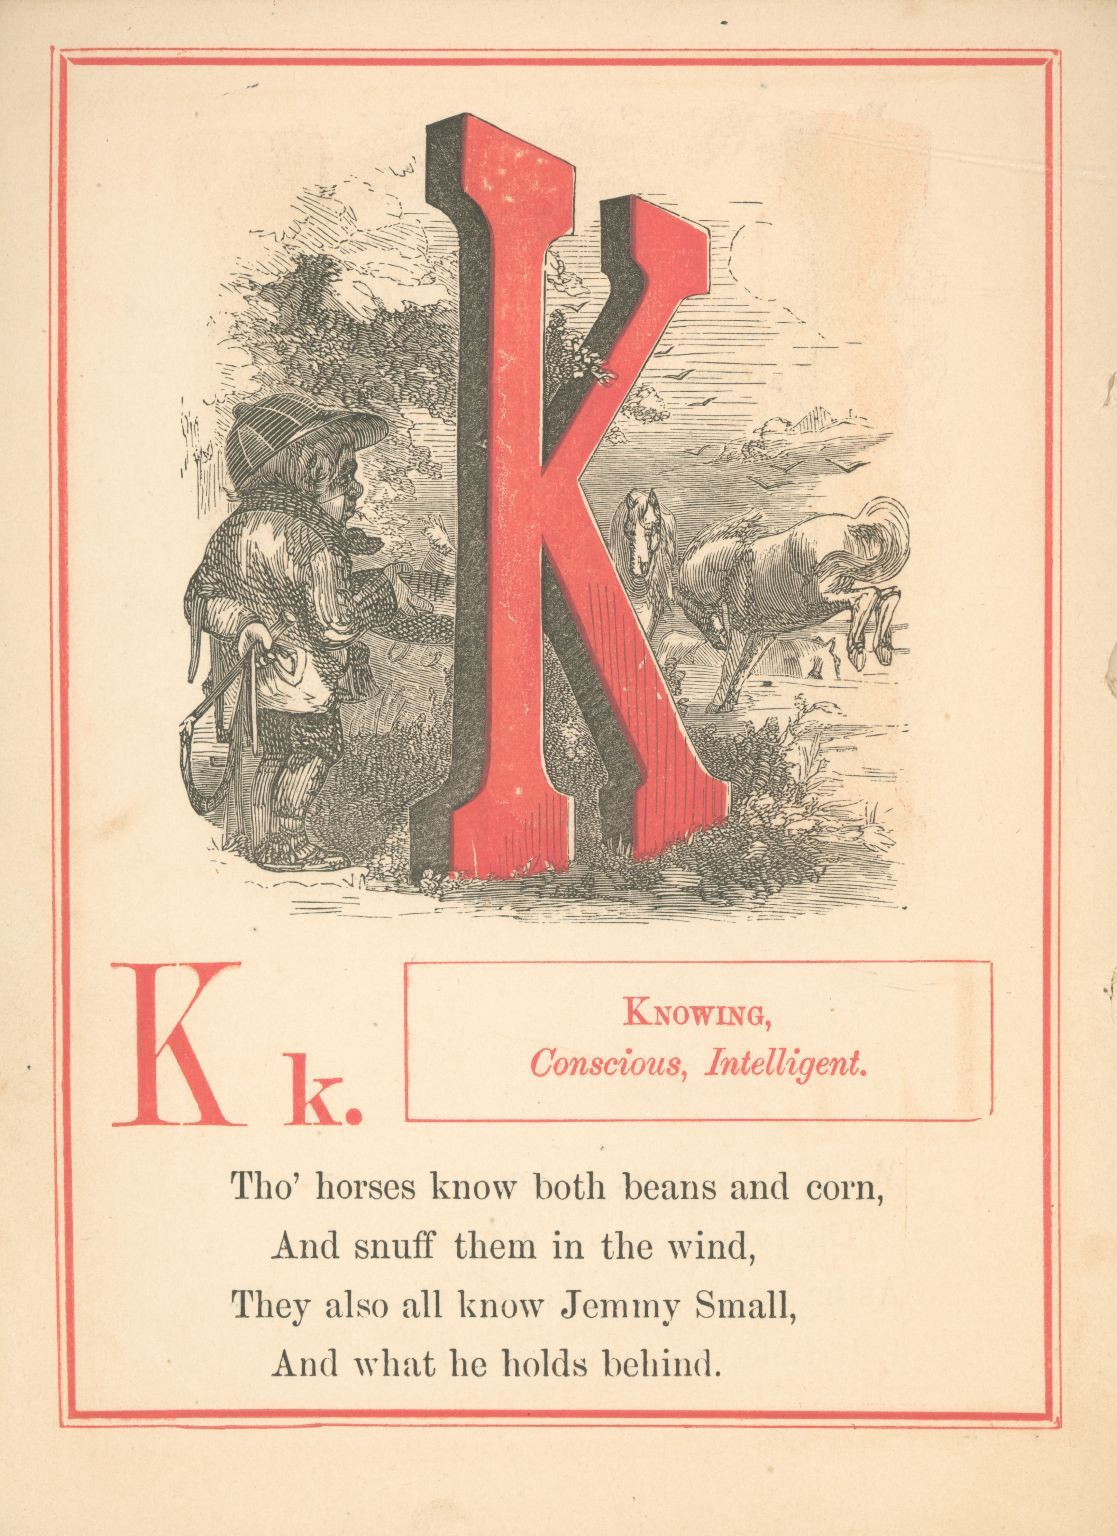 K
K k.
KNOWING,
Conscious, Intelligent.
Tho' horses know both beans and corn,
And snuff them in the wind,
They also all know Jemmy Small,
And what he holds behind.